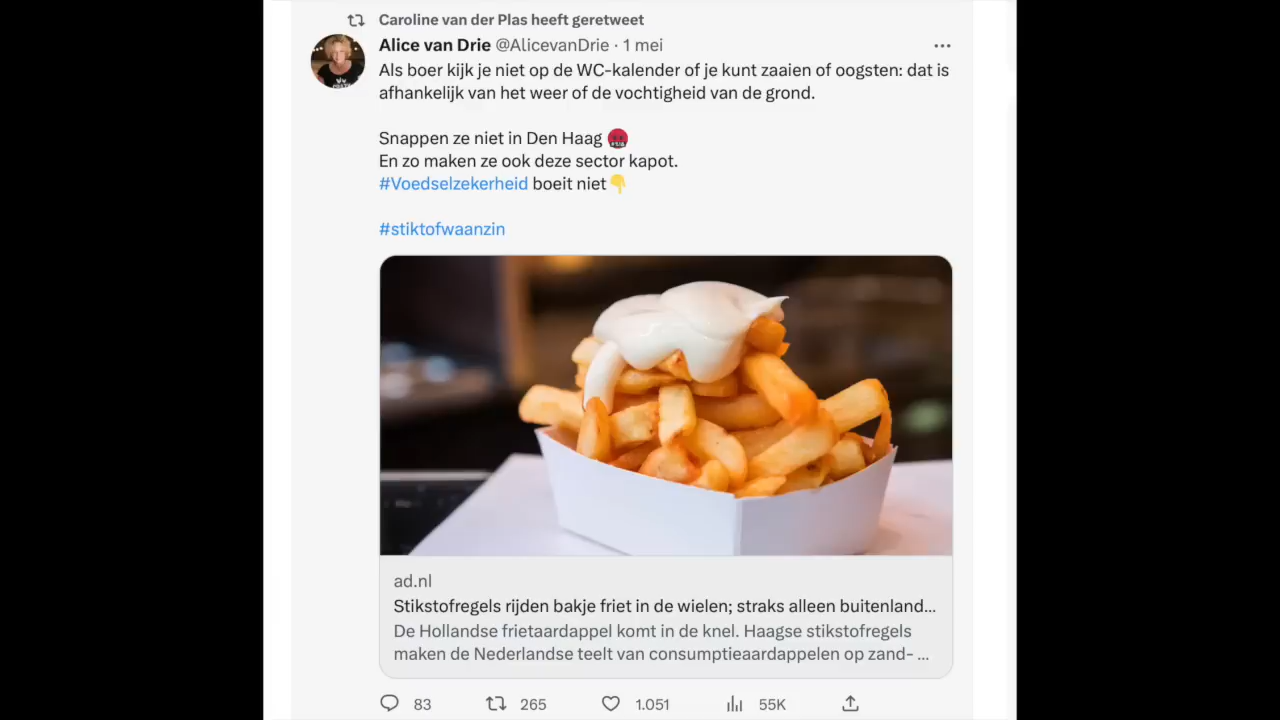 Caroline van der Plas heeft geretweet
Alice van Drie @AlicevanDrie · 1 mei
Als boer kijk je niet op de WC-kalender of je kunt zaaien of oogsten: dat is
afhankelijk van het weer of de vochtigheid van de grond.
Snappen ze niet in Den Haag 🤬
En zo maken ze ook deze sector kapot.
#Voedselzekerheid boeit niet👇
#stiktofwaanzin
ad.nl
Stikstofregels rijden bakje friet in de wielen; straks alleen buitenland...
De Hollandse frietaardappel komt in de knel. Haagse stikstofregels
maken de Nederlandse teelt van consumptieaardappelen op zand- ...
83 265 1.051 55K